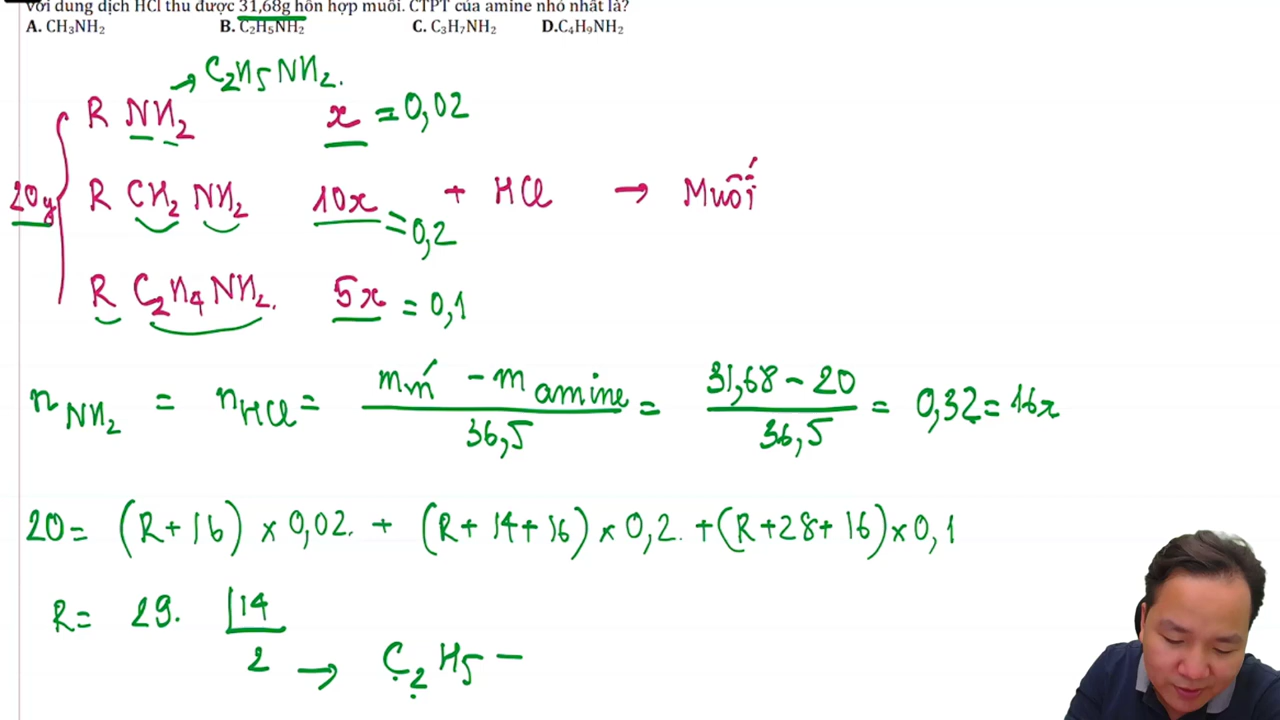 với dung dịch HCl thu được 31,68g hỗn hợp muối. CTPT của amine nhỏ nhất là?
A. CH₃NH₂ B. C₂H₅NH₂ C. C₃H₇NH₂ D.C₄H₉NH₂
→ C₂H₅NH₂.
R NH₂ x = 0,02
20g R CH₂ NH₂ 10x = 0,2 + HCl → Muối
R C₂H₄ NH₂. 5x = 0,1
n NH₂ = nHCl = (mm' - m amine)/36,5 = (31,68 - 20)/36,5 = 0,32 = 16x
20 = (R + 16) × 0,02. + (R + 14 + 16) × 0,2. + (R + 28 + 16) × 0,1
R = 29. 14
2 → C₂H₅ –